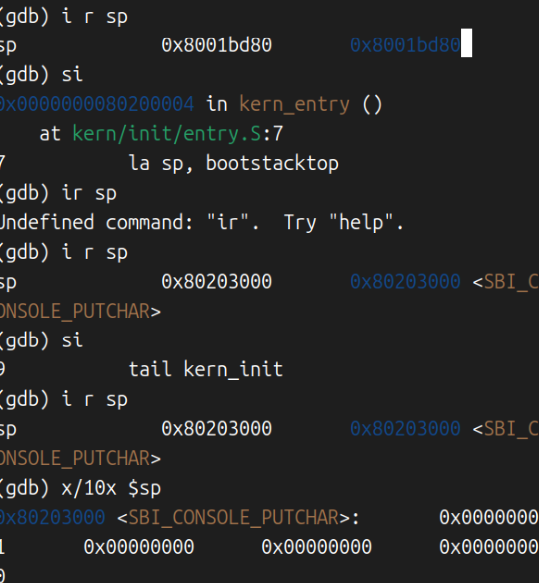 (gdb) i r sp
sp 0x8001bd80 0x8001bd80
(gdb) si
0x0000000080200004 in kern_entry ()
at kern/init/entry.S:7
7 la sp, bootstacktop
(gdb) ir sp
Undefined command: "ir". Try "help".
(gdb) i r sp
sp 0x80203000 0x80203000 <SBI_C
ONSOLE_PUTCHAR>
(gdb) si
9 tail kern_init
(gdb) i r sp
sp 0x80203000 0x80203000 <SBI_C
ONSOLE_PUTCHAR>
(gdb) x/10x $sp
0x80203000 <SBI_CONSOLE_PUTCHAR>: 0x0000000
1 0x00000000 0x00000000 0x0000000
0